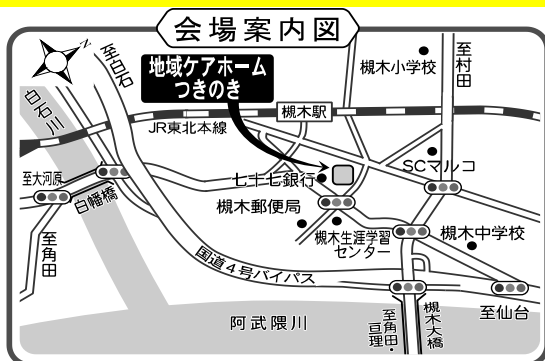 会場案内図
N
至白石
地域ケアホーム
つきのき
槻木小学校
至村田
白石川
槻木駅
JR東北本線
SCマルコ
至大河原
七十七銀行
白幡橋
槻木郵便局
槻木生涯学習
センター
槻木中学校
至角田
国道4号バイパス
阿武隈川
至角田・
亘理
槻木大橋
至仙台